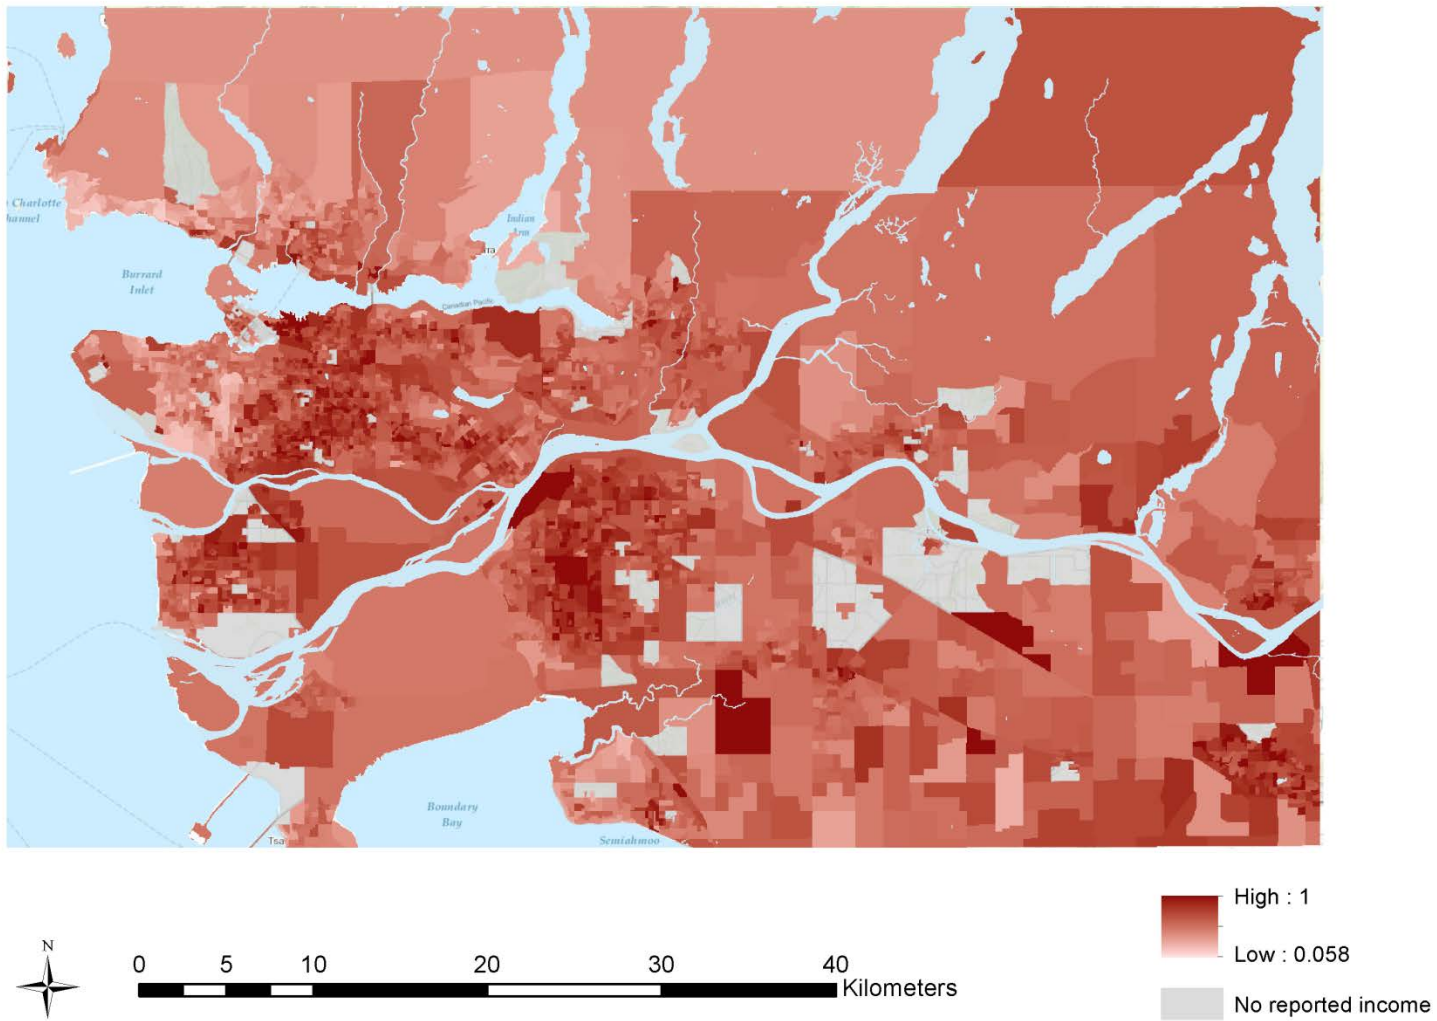 Charlotte
Channel
Indian
Arm
Burrard
Inlet
Canadian Pacific
Boundary
Bay
Semiahmoo
Tsa
High : 1
Low : 0.058
No reported income
N
0 5 10 20 30 40
Kilometers